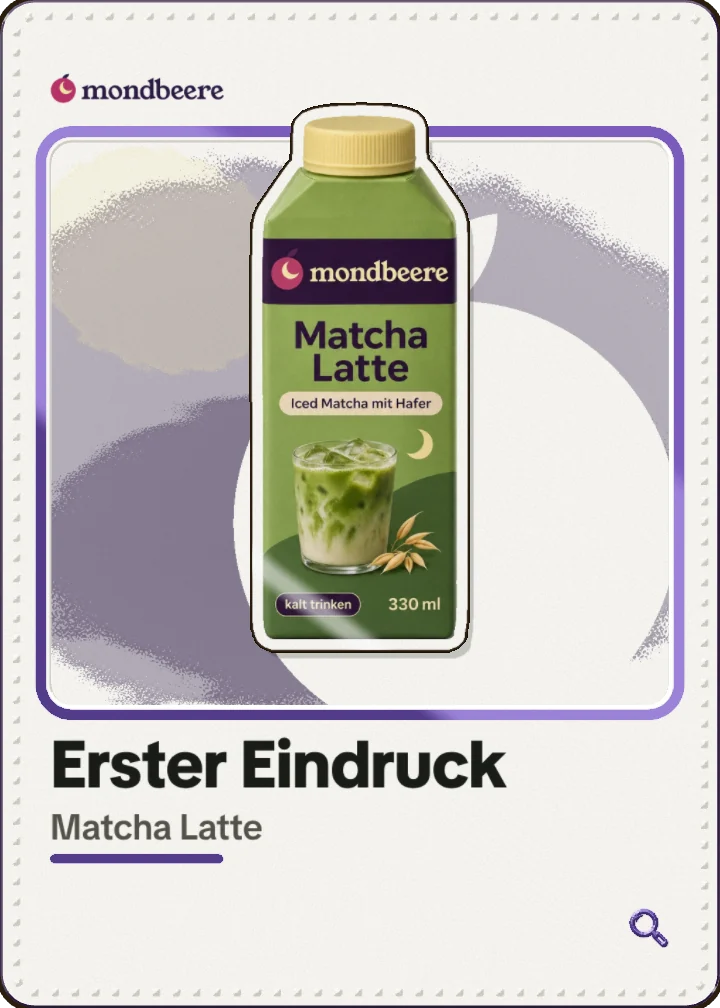 mondbeere
mondbeere
Matcha
Latte
Iced Matcha mit Hafer
kalt trinken
330 ml
Erster Eindruck
Matcha Latte